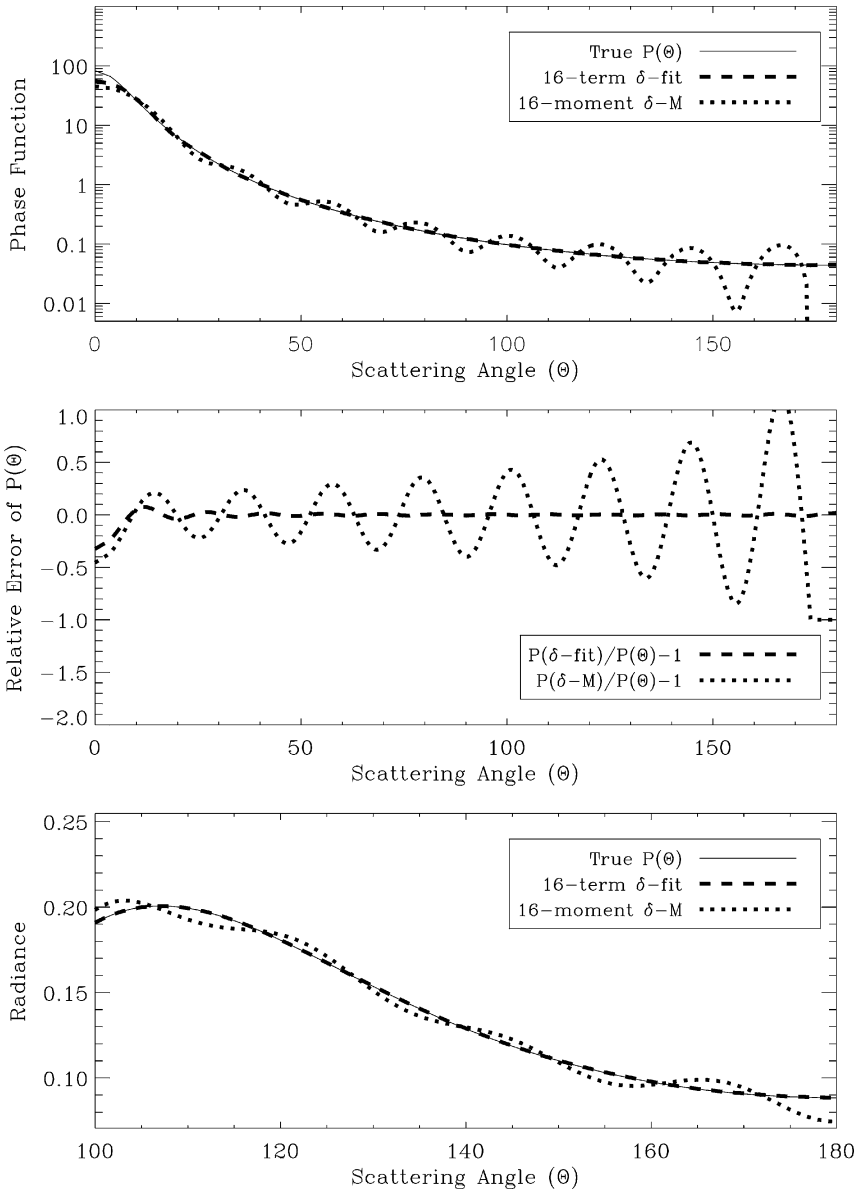 Phase Function
100
10
1
0.1
0.01
True P(Θ)
16-term δ-fit
16-moment δ-M
0 50 100 150
Scattering Angle (Θ)
Relative Error of P(Θ)
1.0
0.5
0.0
-0.5
-1.0
-1.5
-2.0
P(δ-fit)/P(Θ)-1
P(δ-M)/P(Θ)-1
0 50 100 150
Scattering Angle (Θ)
Radiance
0.25
0.20
0.15
0.10
True P(Θ)
16-term δ-fit
16-moment δ-M
100 120 140 160 180
Scattering Angle (Θ)